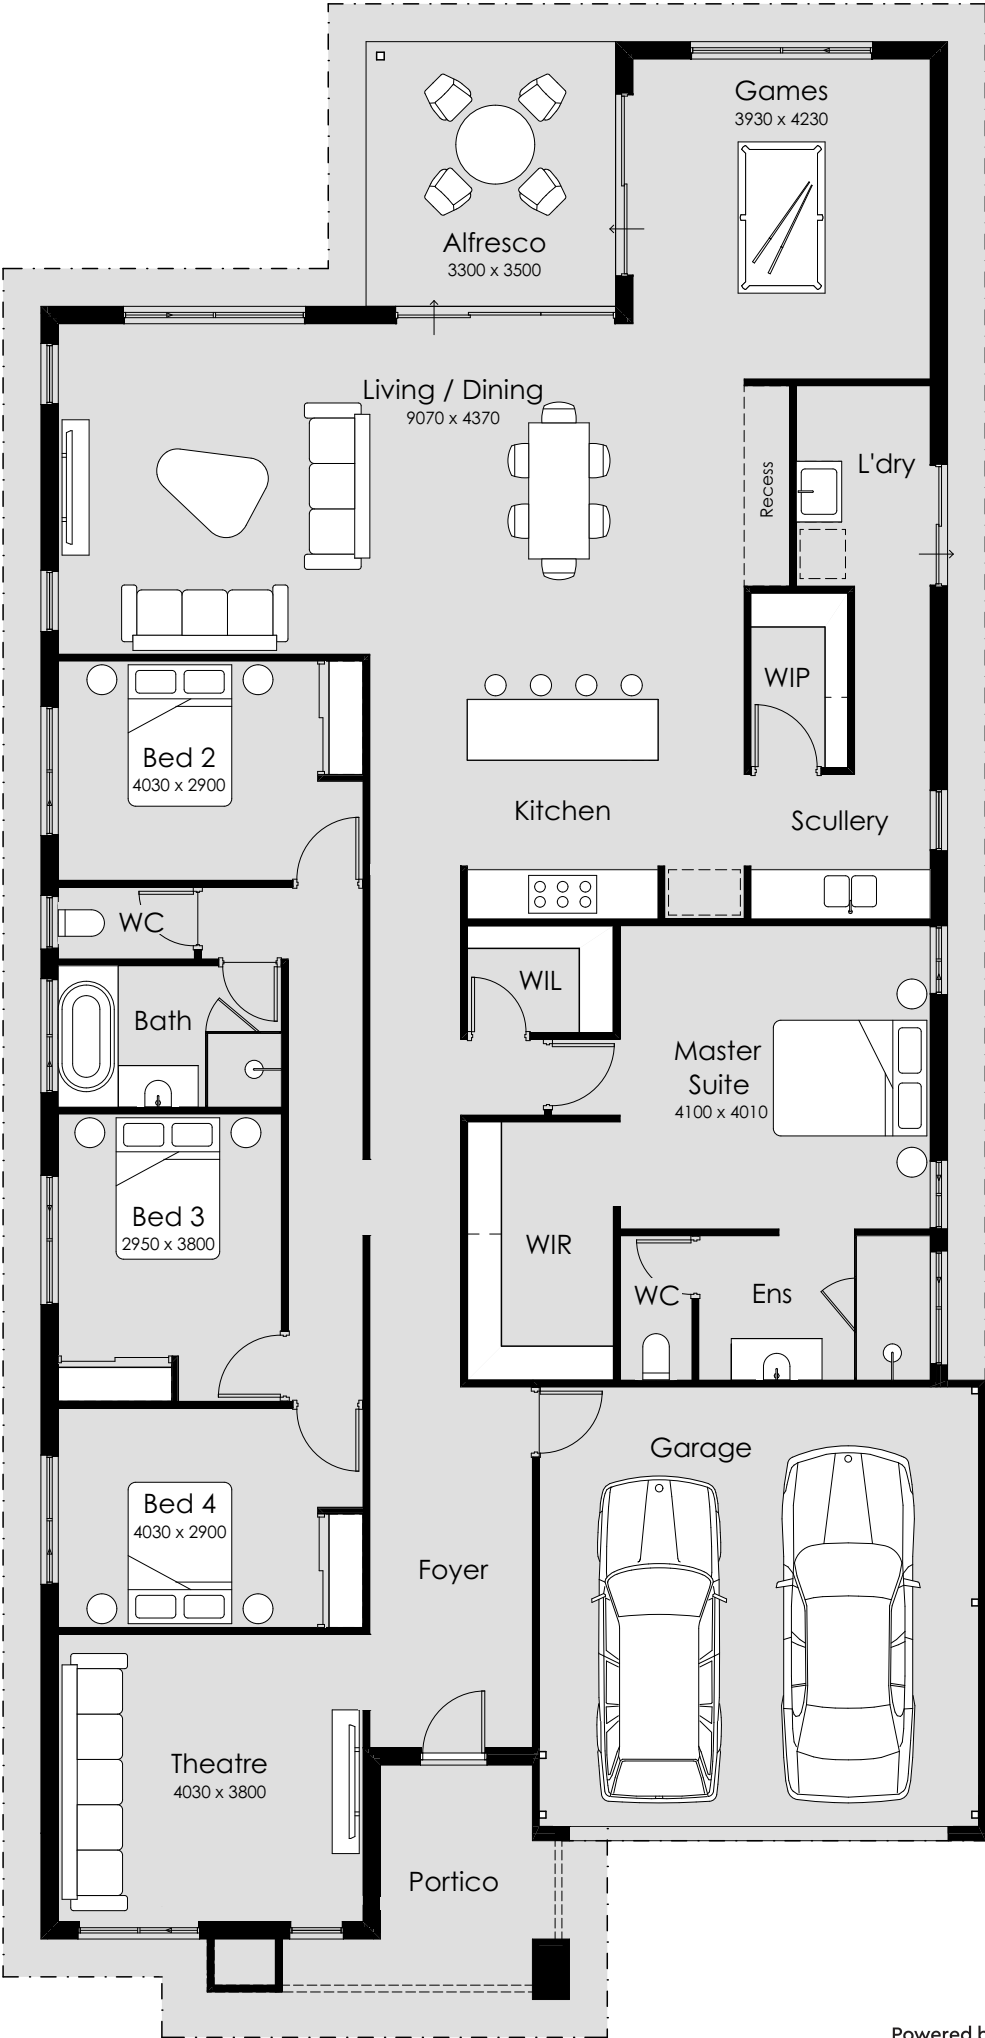 Games
3930 x 4230
Alfresco
3300 x 3500
Living / Dining
9070 x 4370
L'dry
Recess
WIP
Bed 2
4030 x 2900
Kitchen
Scullery
WC
WIL
Bath
Master
Suite
4100 x 4010
Bed 3
2950 x 3800
WIR
WC
Ens
Garage
Bed 4
4030 x 2900
Foyer
Theatre
4030 x 3800
Portico
Powered